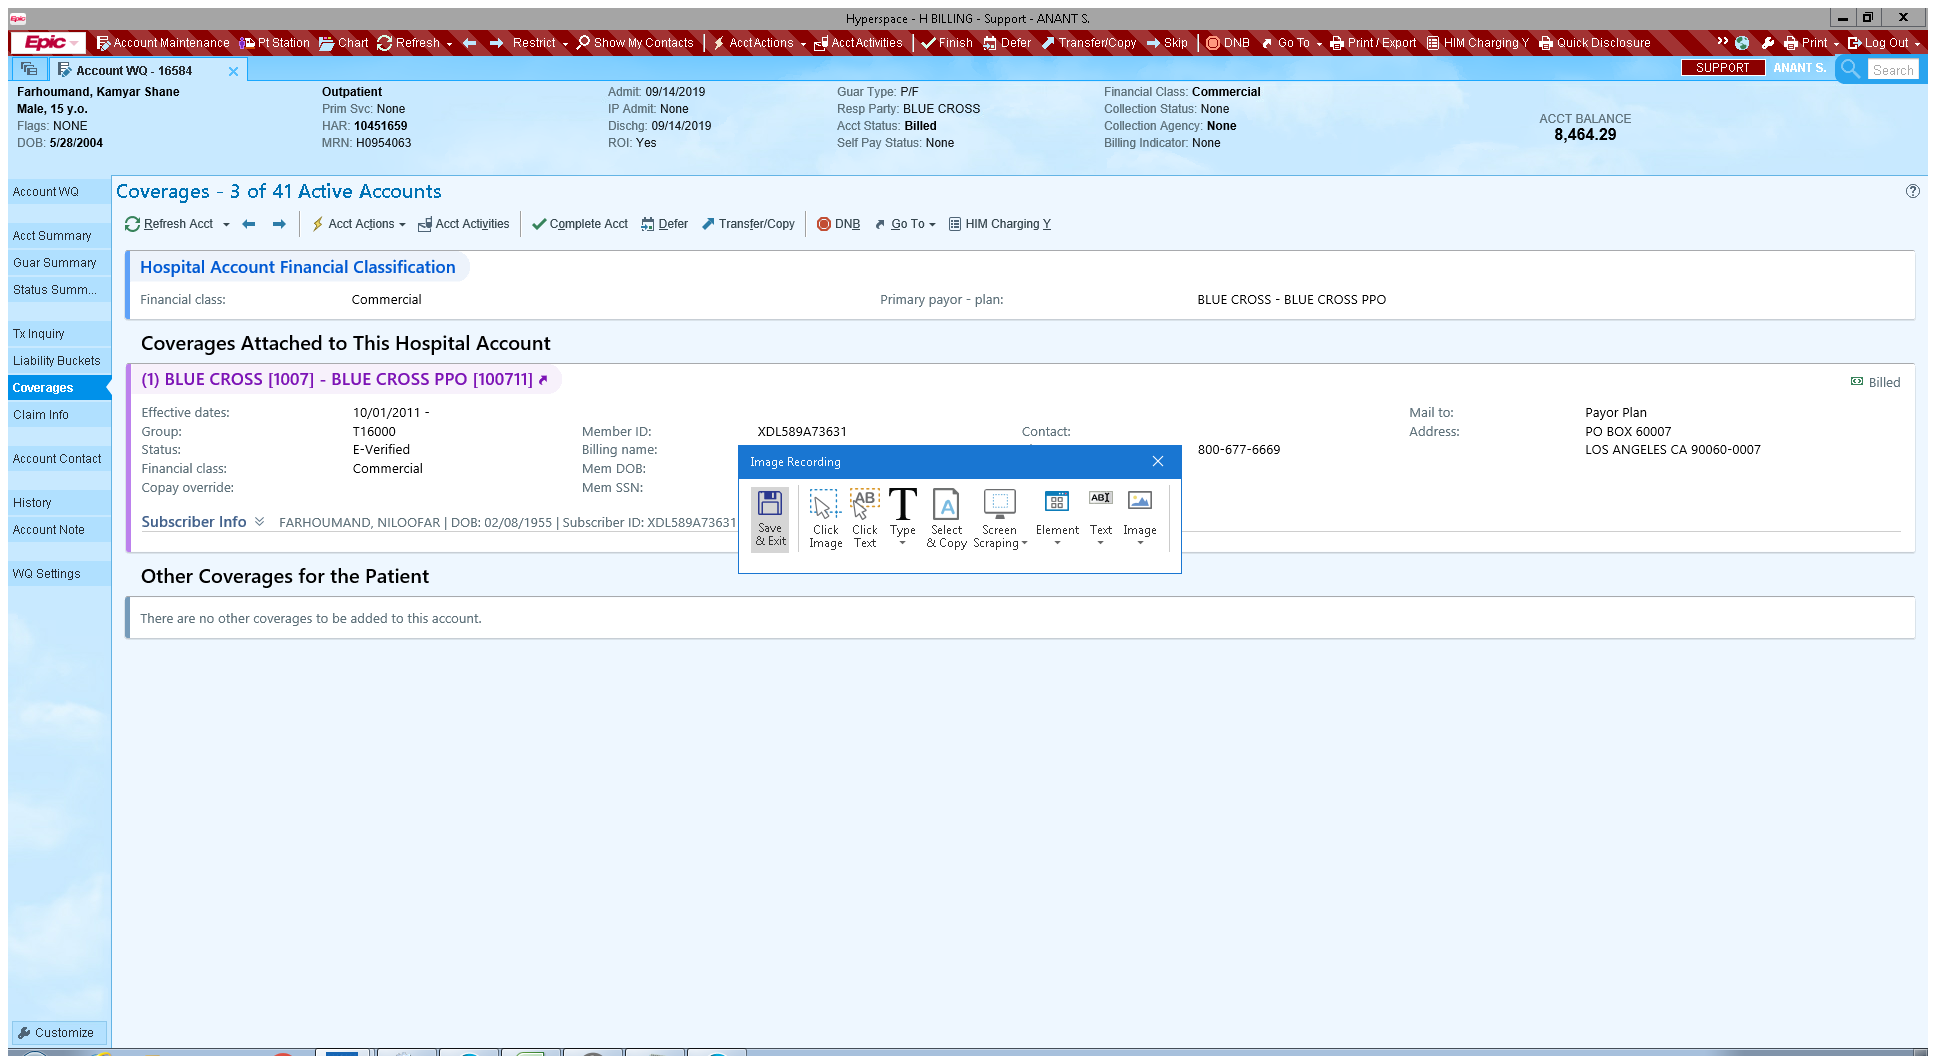 Epic
Hyperspace - H BILLING - Support - ANANT S.
Epic Account Maintenance Pt Station Chart Refresh Restrict Show My Contacts Acct Actions Acct Activities Finish Defer Transfer/Copy Skip DNB Go To Print / Export HIM Charging Y Quick Disclosure Print Log Out
Account WQ - 16584
SUPPORT ANANT S. Search
Farhoumand, Kamyar Shane Outpatient Admit: 09/14/2019 Guar Type: P/F Financial Class: Commercial
Male, 15 y.o. Prim Svc: None IP Admit: None Resp Party: BLUE CROSS Collection Status: None
Flags: NONE HAR: 10451659 Dischg: 09/14/2019 Acct Status: Billed Collection Agency: None
DOB: 5/28/2004 MRN: H0954063 ROI: Yes Self Pay Status: None Billing Indicator: None
ACCT BALANCE
8,464.29
Account WQ
Acct Summary
Guar Summary
Status Summ...
Tx Inquiry
Liability Buckets
Coverages
Claim Info
Account Contact
History
Account Note
WQ Settings
Customize
Coverages - 3 of 41 Active Accounts
Refresh Acct Acct Actions Acct Activities Complete Acct Defer Transfer/Copy DNB Go To HIM Charging Y
Hospital Account Financial Classification
Financial class: Commercial Primary payor - plan: BLUE CROSS - BLUE CROSS PPO
Coverages Attached to This Hospital Account
(1) BLUE CROSS [1007] - BLUE CROSS PPO [100711] Billed
Effective dates: 10/01/2011 - Mail to: Payor Plan
Group: T16000 Member ID: XDL589A73631 Contact: Address: PO BOX 60007
Status: E-Verified Billing name: 800-677-6669 LOS ANGELES CA 90060-0007
Financial class: Commercial Mem DOB:
Copay override: Mem SSN:
Subscriber Info FARHOUMAND, NILOOFAR | DOB: 02/08/1955 | Subscriber ID: XDL589A73631
Image Recording
Save & Exit Click Image Click Text Type Select & Copy Screen Scraping Element Text Image
Other Coverages for the Patient
There are no other coverages to be added to this account.